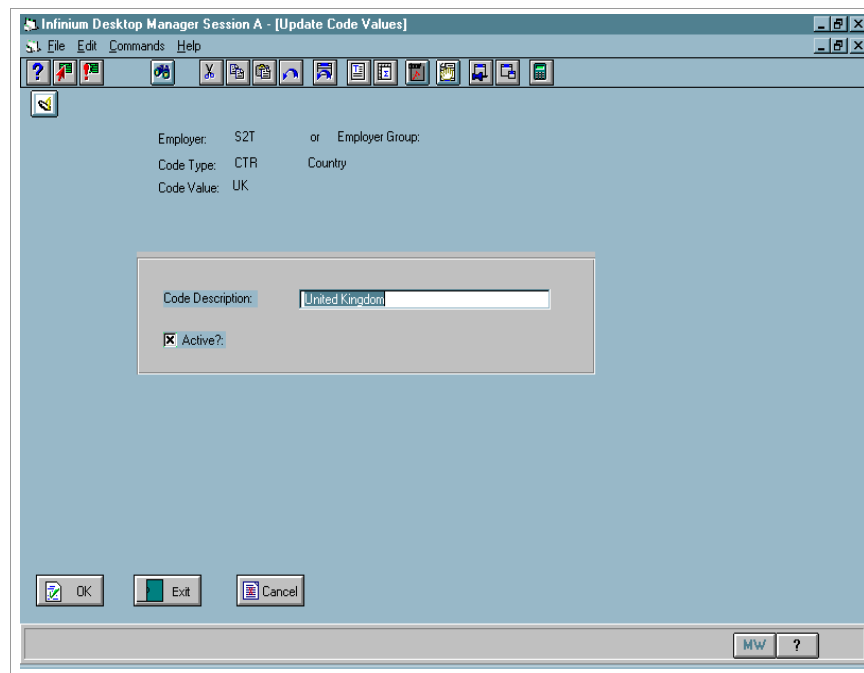 Infinium Desktop Manager Session A - [Update Code Values]
File Edit Commands Help
Employer: S2T or Employer Group:
Code Type: CTR Country
Code Value: UK
Code Description: United Kingdom
Active?:
OK Exit Cancel
MW ?